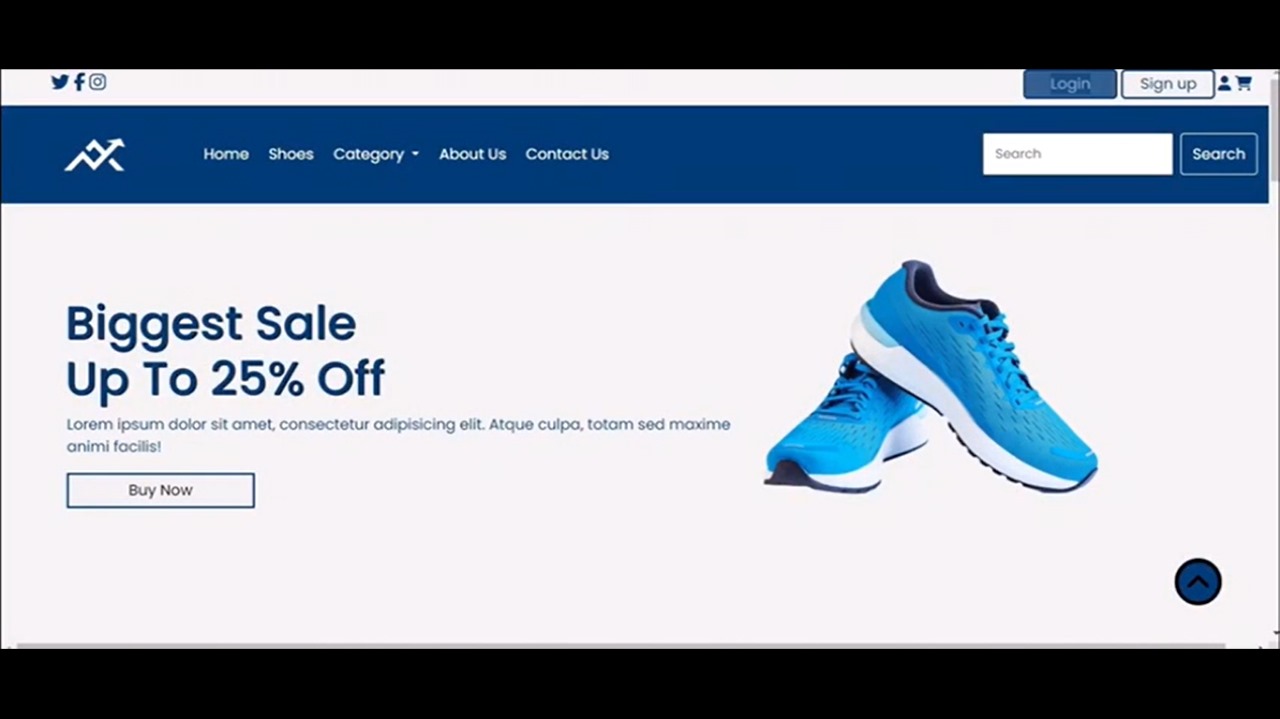 Login
Sign up
Home
Shoes
Category
About Us
Contact Us
Search
Search
Biggest Sale
Up To 25% Off
Lorem ipsum dolor sit amet, consectetur adipisicing elit. Atque culpa, totam sed maxime
animi facilis!
Buy Now